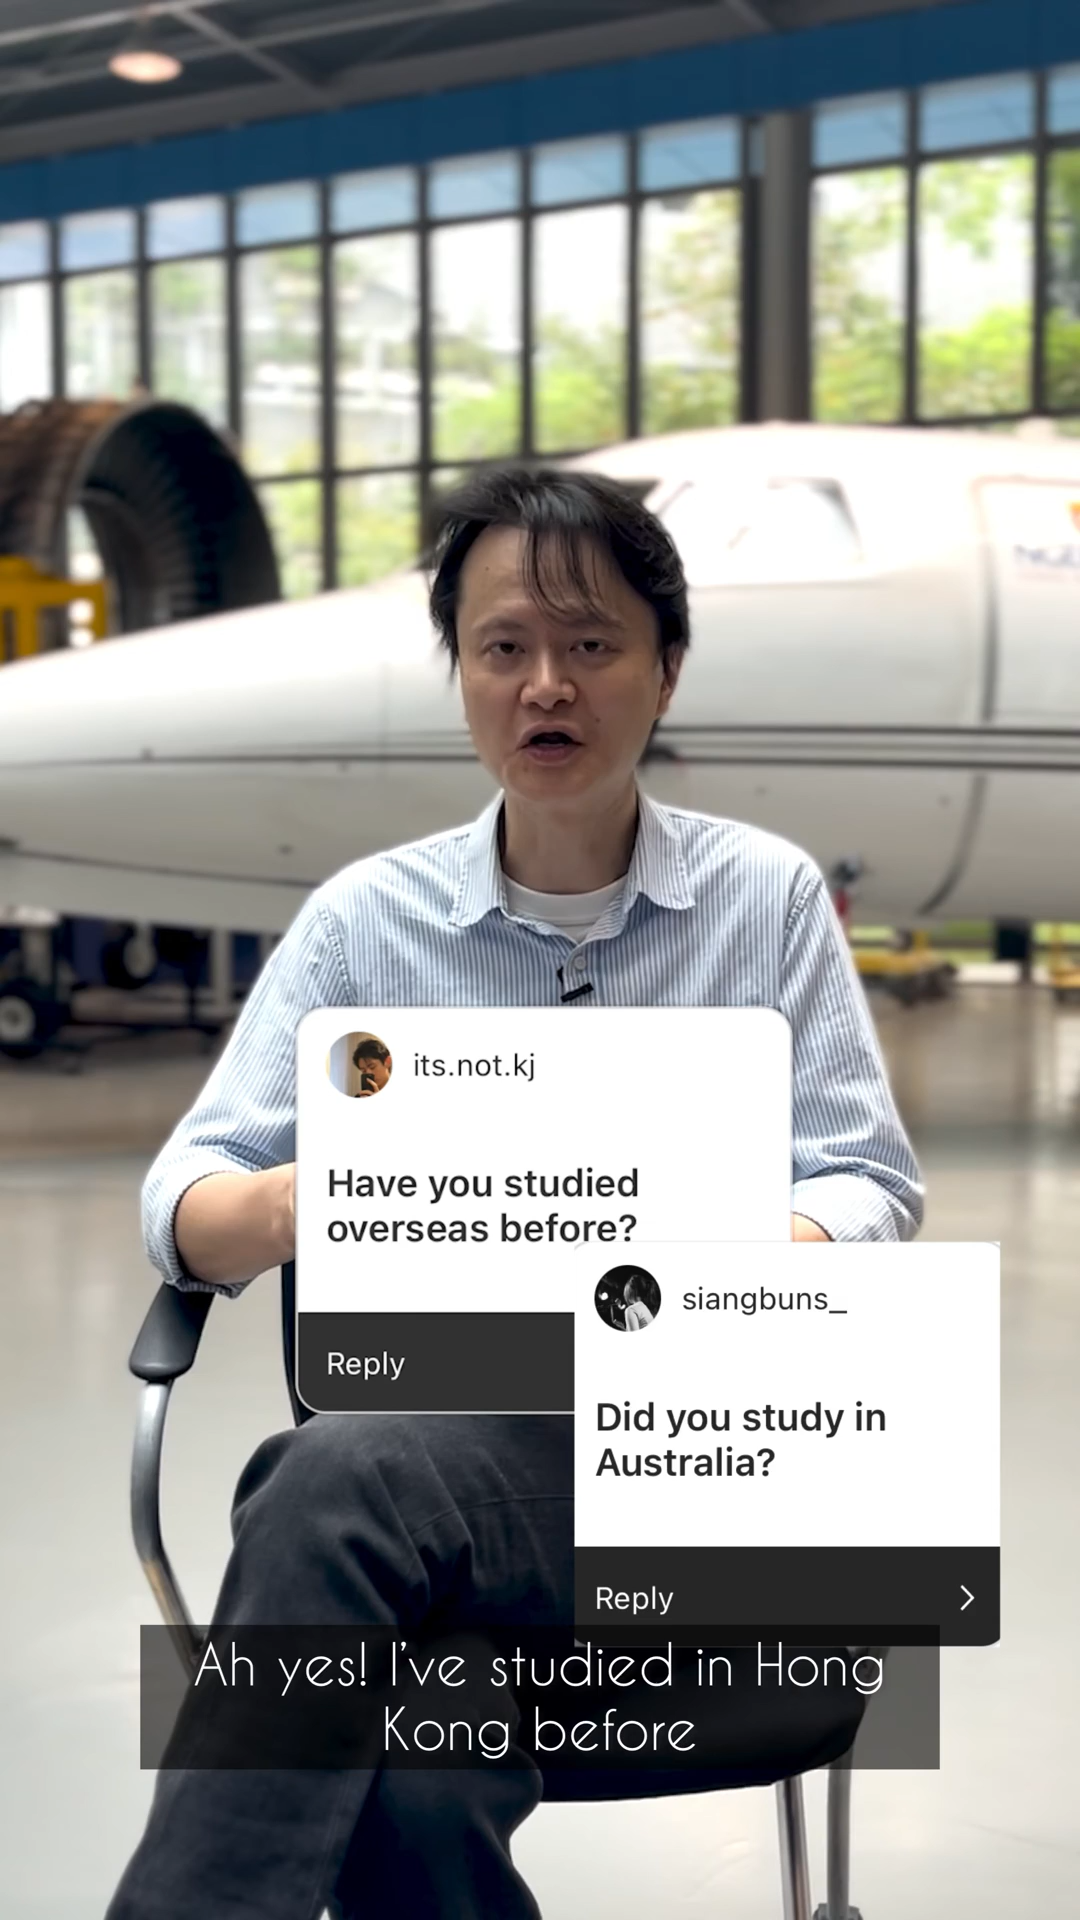 its.not.kj
Have you studied
overseas before?
Reply
siangbuns_
Did you study in
Australia?
Reply
Ah yes! I've studied in Hong
Kong before